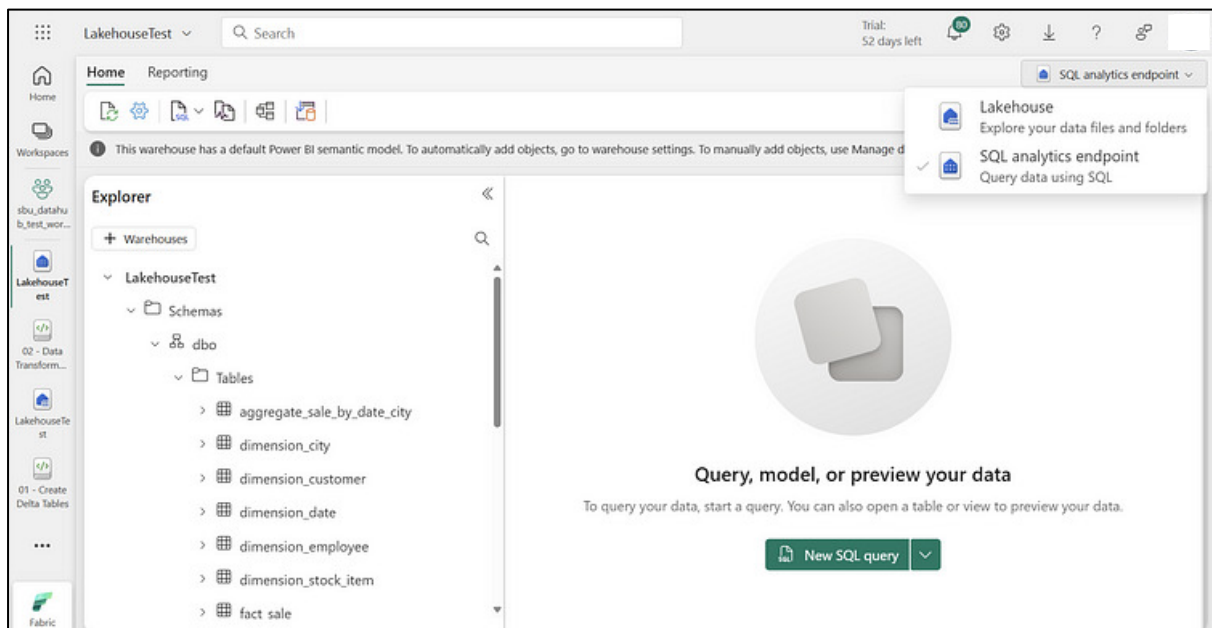 LakehouseTest
Search
Trial:
52 days left
80
?
Home
Workspaces
sbu_datahu
b_test_wor...
LakehouseT
est
02 - Data
Transform...
LakehouseTe
st
01 - Create
Delta Tables
...
Fabric
Home Reporting
SQL analytics endpoint
SQL
This warehouse has a default Power BI semantic model. To automatically add objects, go to warehouse settings. To manually add objects, use Manage d
Lakehouse
Explore your data files and folders
SQL analytics endpoint
Query data using SQL
Explorer
+ Warehouses
LakehouseTest
Schemas
dbo
Tables
aggregate_sale_by_date_city
dimension_city
dimension_customer
dimension_date
dimension_employee
dimension_stock_item
fact_sale
Query, model, or preview your data
To query your data, start a query. You can also open a table or view to preview your data.
New SQL query